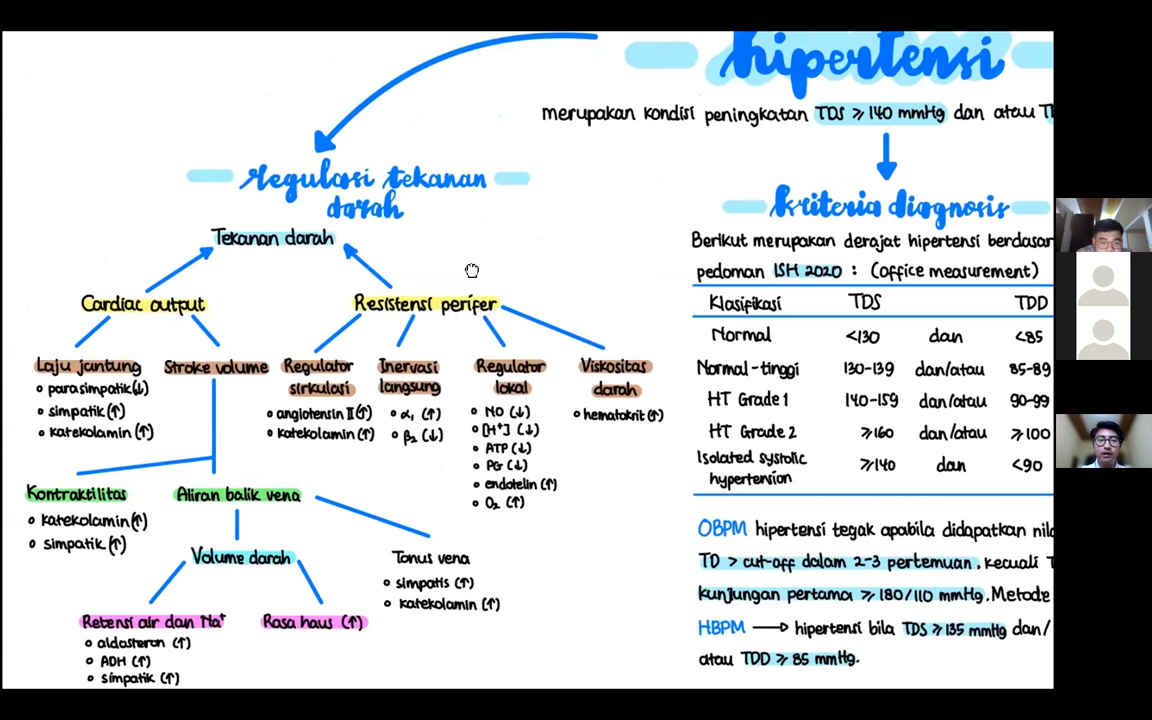 hipertensi
merupakan kondisi peningkatan TDS ≥ 140 mmHg dan atau
regulasi tekanan
darah
Tekanan darah
Cardiac output
Resistensi perifer
Laju jantung
o parasimpatik(↓)
o simpatik (↑)
o katekolamin (↑)
Stroke volume
Regulator
sirkulasi
o angiotensin II (↑)
o katekolamin (↑)
Inervasi
langsung
o α₁ (↑)
o β₂ (↓)
Regulator
lokal
o NO (↓)
o [H⁺] (↓)
o ATP (↓)
o PG (↓)
o endotelin (↑)
o O₂ (↑)
Viskositas
darah
o hematokrit (↑)
Kontraktilitas
o katekolamin (↑)
o simpatik (↑)
Aliran balik vena
Volume darah
Tonus vena
o simpatis (↑)
o katekolamin (↑)
Retensi air dan Na⁺
o aldosteron (↑)
o ADH (↑)
o simpatik (↑)
Rasa haus (↑)
kriteria diagnosis
Berikut merupakan derajat hipertensi berdasar
pedoman ISH 2020 : (office measurement)
Klasifikasi TDS TDD
Normal <130 dan <85
Normal-tinggi 130-139 dan/atau 85-89
HT Grade 1 140-159 dan/atau 90-99
HT Grade 2 ≥160 dan/atau ≥100
Isolated systolic
hypertension ≥140 dan <90
OBPM hipertensi tegak apabila didapatkan nila
TD > cut-off dalam 2-3 pertemuan, kecuali T
kunjungan pertama ≥ 180/110 mmHg. Metode
HBPM → hipertensi bila TDS ≥ 135 mmHg dan/
atau TDD ≥ 85 mmHg.